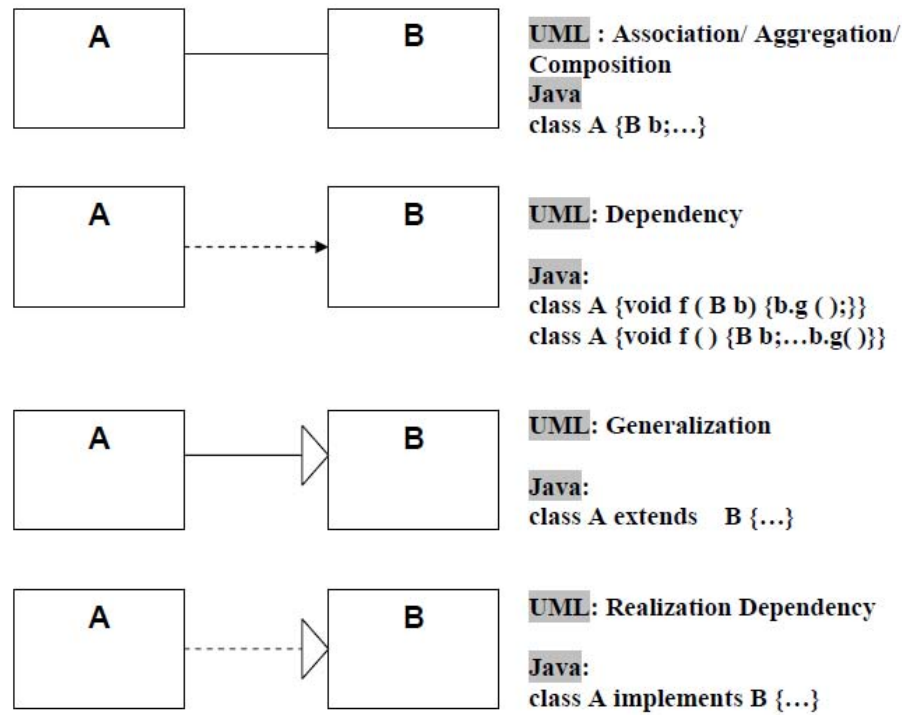 A
B
UML : Association/ Aggregation/
Composition
Java
class A {B b;…}
A
B
UML: Dependency
Java:
class A {void f ( B b) {b.g ( );}}
class A {void f ( ) {B b;…b.g( )}}
A
B
UML: Generalization
Java:
class A extends B {…}
A
B
UML: Realization Dependency
Java:
class A implements B {…}